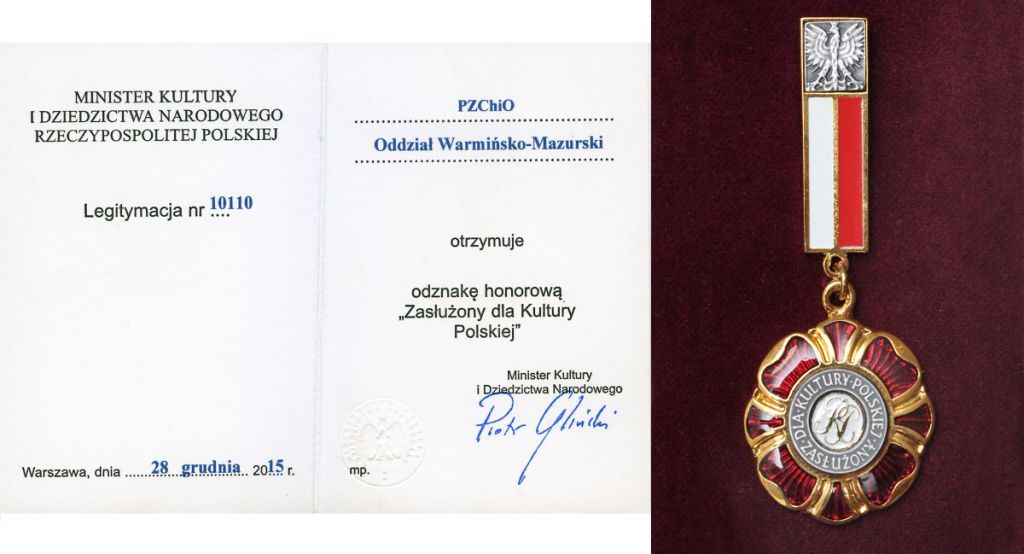 MINISTER KULTURY
I DZIEDZICTWA NARODOWEGO
RZECZYPOSPOLITEJ POLSKIEJ
Legitymacja nr 10110
Warszawa, dnia 28 grudnia 2015 r.
PZChiO
Oddział Warmińsko-Mazurski
otrzymuje
odznakę honorową
„Zasłużony dla Kultury
Polskiej”
Minister Kultury
i Dziedzictwa Narodowego
Piotr Gliński
mp.
DLA·KULTURY·POLSKIEJ·ZASŁUŻONY